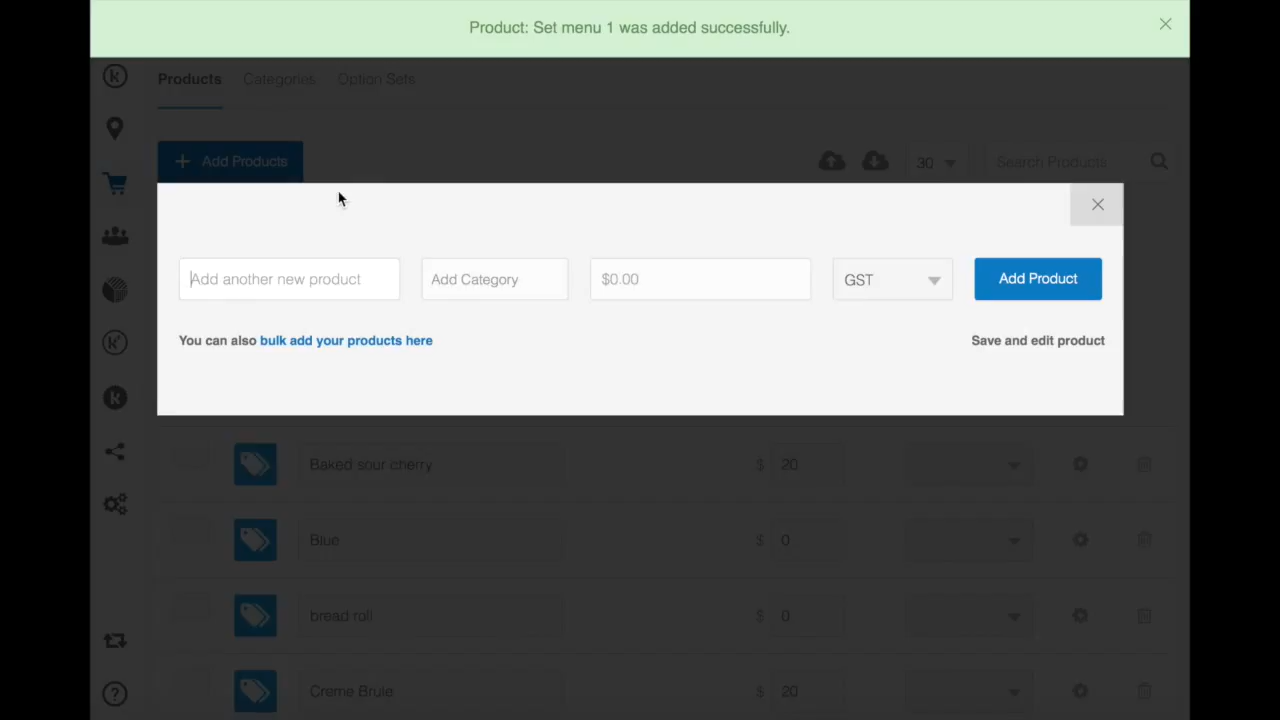 Product: Set menu 1 was added successfully.
Products Categories Option Sets
+ Add Products
30
Search Products
Add another new product
Add Category
$0.00
GST
Add Product
You can also bulk add your products here
Save and edit product
Baked sour cherry $ 20
Blue $ 0
bread roll $ 0
Creme Brule $ 20